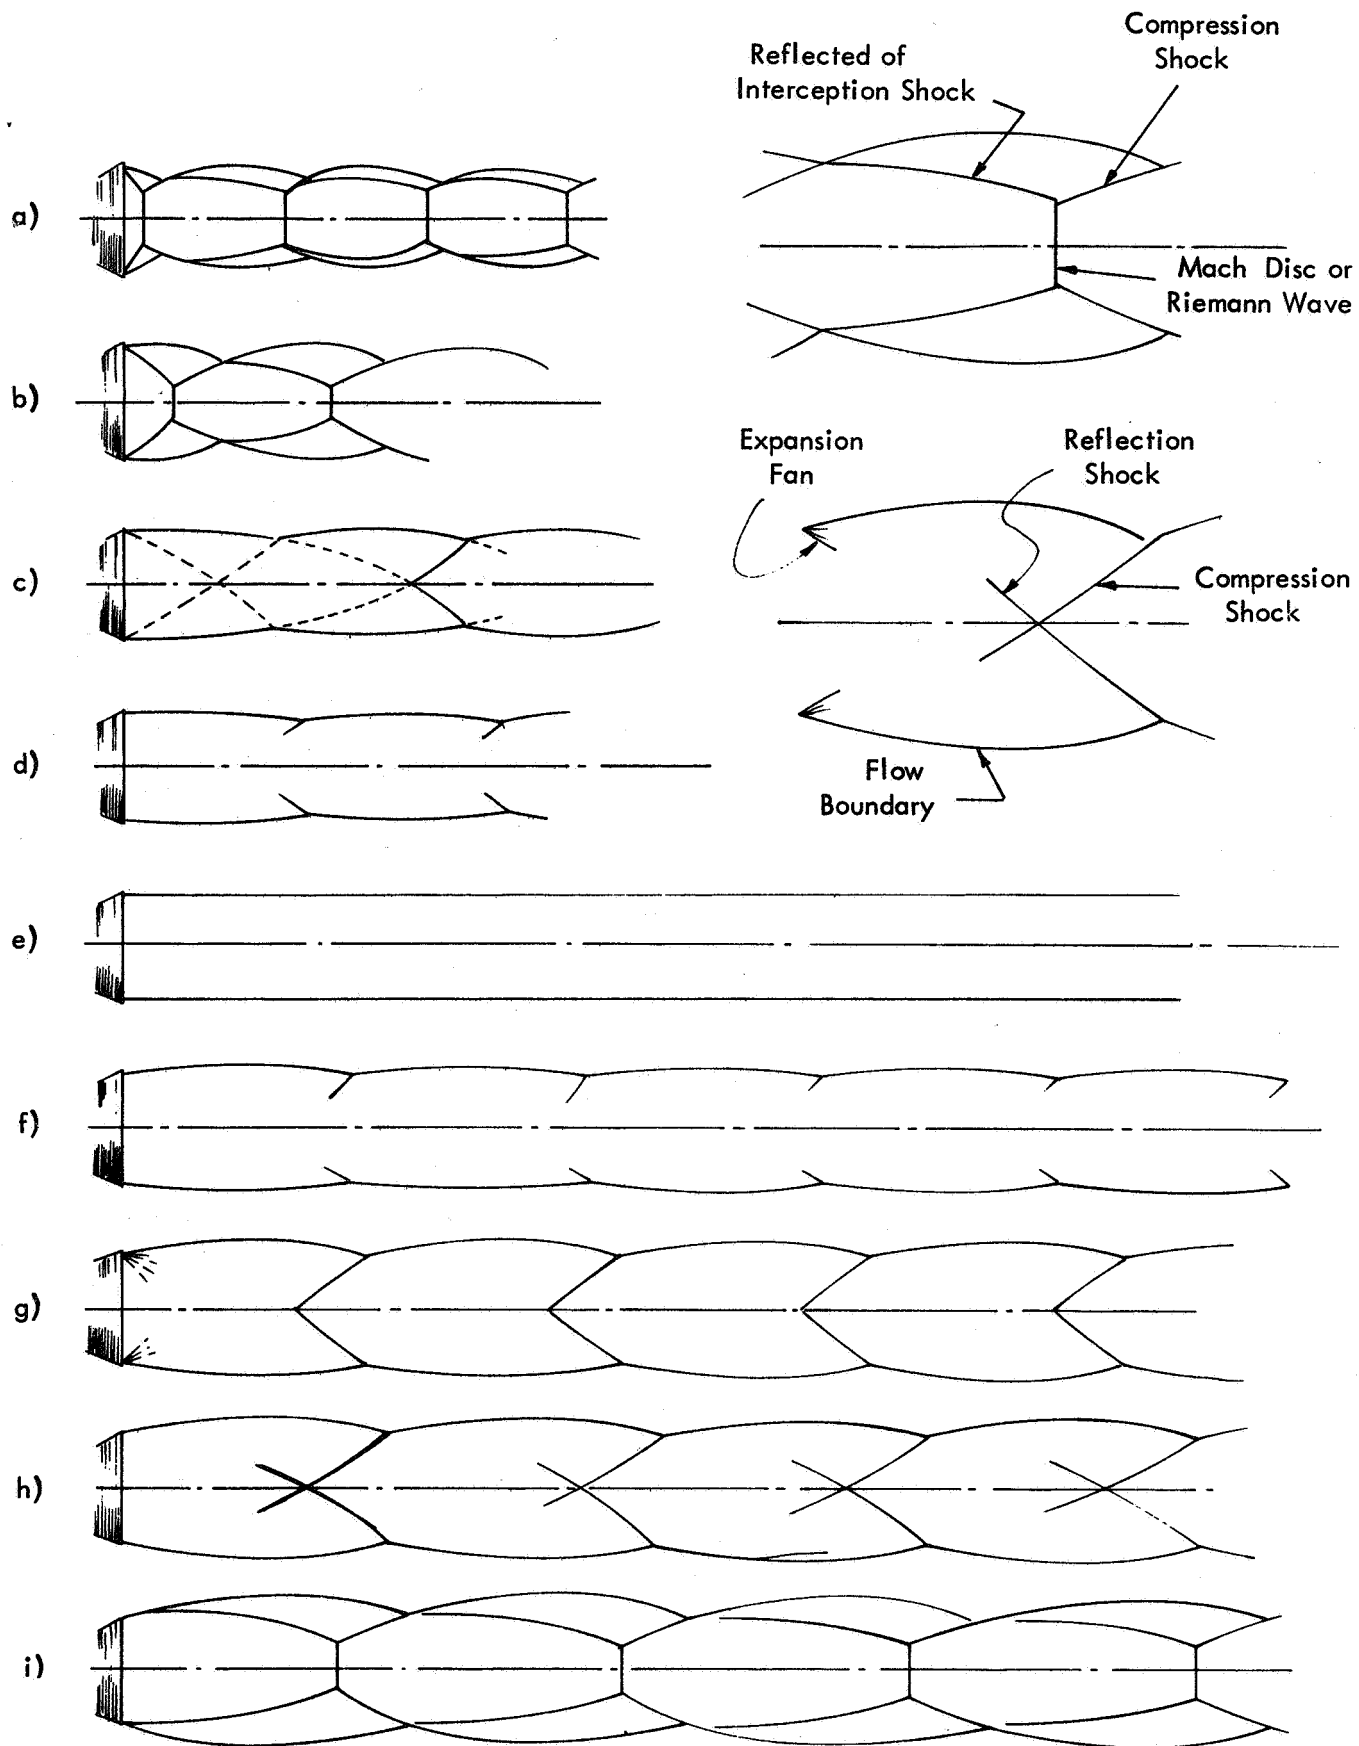 Compression
Shock
Reflected of
Interception Shock
a)
Mach Disc or
Riemann Wave
b)
Expansion
Fan
Reflection
Shock
c)
Compression
Shock
d)
Flow
Boundary
e)
f)
g)
h)
i)